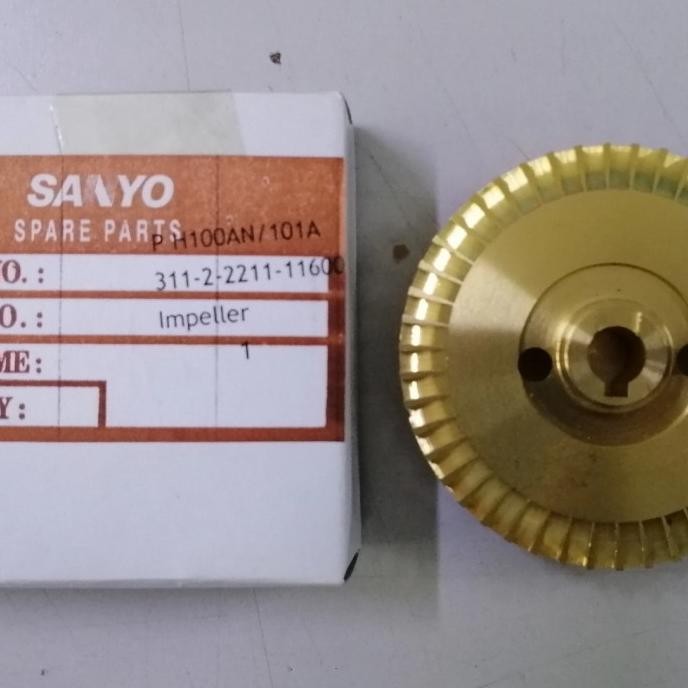 SANYO
SPARE PARTS
P H100AN/101A
O.:
311-2-2211-11600
O.:
Impeller
ME:
1
Y: